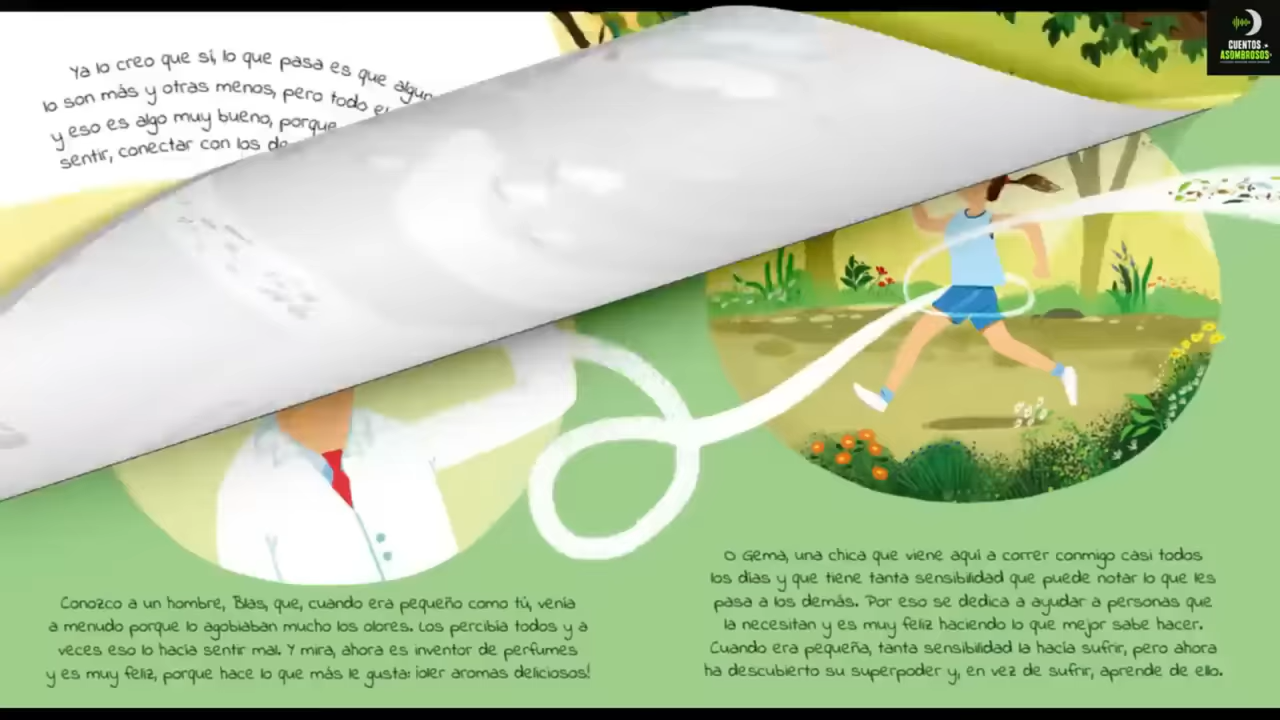 Ya lo creo que sí, lo que pasa es que
lo son más y otras menos, pero todo
y eso es algo muy bueno, porque
sentir, conectar con los
CUENTOS
ASOMBROSOS
Conozco a un hombre, Blas, que, cuando era pequeño como tú, venía
a menudo porque lo agobiaban mucho los olores. Los percibía todos y a
veces eso lo hacía sentir mal. Y mira, ahora es inventor de perfumes
y es muy feliz, porque hace lo que más le gusta: ¡oler aromas deliciosos!
O Gema, una chica que viene aquí a correr conmigo casi todos
los días y que tiene tanta sensibilidad que puede notar lo que les
pasa a los demás. Por eso se dedica a ayudar a personas que
la necesitan y es muy feliz haciendo lo que mejor sabe hacer.
Cuando era pequeña, tanta sensibilidad la hacía sufrir, pero ahora
ha descubierto su superpoder y, en vez de sufrir, aprende de ello.